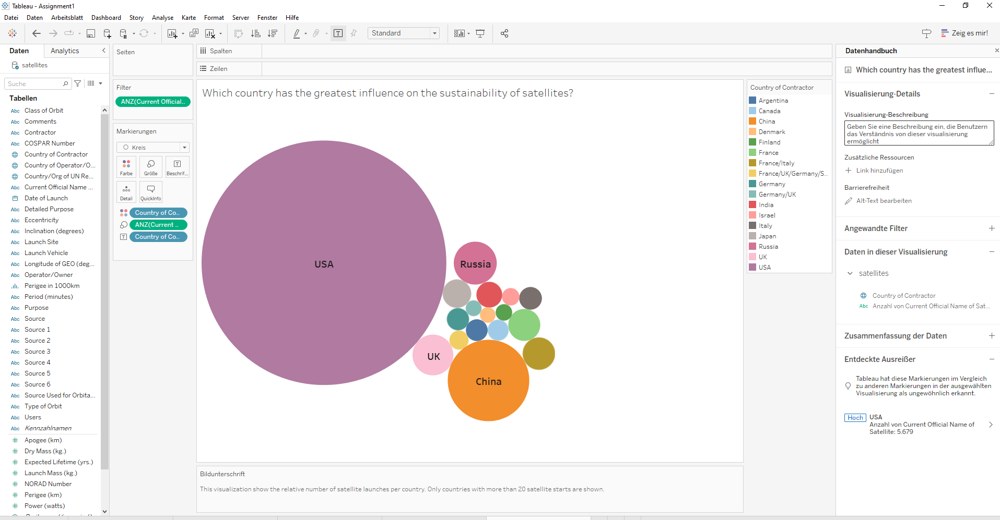 Tableau - Assignment1
Datei Daten Arbeitsblatt Dashboard Story Analyse Karte Format Server Fenster Hilfe
Standard
Zeig es mir!
Daten Analytics
satellites
Suche
Tabellen
Abc Class of Orbit
Abc Comments
Abc Contractor
Abc COSPAR Number
Country of Contractor
Country of Operator/O...
Country/Org of UN Re...
Abc Current Official Name ...
Date of Launch
Abc Detailed Purpose
Abc Eccentricity
Abc Inclination (degrees)
Abc Launch Site
Abc Launch Vehicle
Abc Longitude of GEO (deg...
Abc Operator/Owner
Perigee in 1000km
Abc Period (minutes)
Abc Purpose
Abc Source
Abc Source 1
Abc Source 2
Abc Source 3
Abc Source 4
Abc Source 5
Abc Source 6
Abc Source Used for Orbita...
Abc Type of Orbit
Abc Users
Abc Kennzahlnamen
# Apogee (km)
# Dry Mass (kg.)
# Expected Lifetime (yrs.)
# Launch Mass (kg.)
# NORAD Number
# Perigee (km)
# Power (watts)
Seiten
Filter
ANZ(Current Official..
Markierungen
Kreis
Farbe Größe Beschrif...
Detail QuickInfo
Country of Co..
ANZ(Current ..
Country of Co..
Spalten
Zeilen
Which country has the greatest influence on the sustainability of satellites?
USA
Russia
UK
China
Bildunterschrift
This visualization show the relative number of satellite launches per country. Only countries with more than 20 satellite starts are shown.
Country of Contractor
Argentina
Canada
China
Denmark
Finland
France
France/Italy
France/UK/Germany/S..
Germany
Germany/UK
India
Israel
Italy
Japan
Russia
UK
USA
Datenhandbuch
Which country has the greatest influe...
Visualisierung-Details
Visualisierung-Beschreibung
Geben Sie eine Beschreibung ein, die Benutzern
das Verständnis von dieser visualisierung
ermöglicht
Zusätzliche Ressourcen
Link hinzufügen
Barrierefreiheit
Alt-Text bearbeiten
Angewandte Filter
Daten in dieser Visualisierung
satellites
Country of Contractor
Abc Anzahl von Current Official Name of Sat...
Zusammenfassung der Daten
Entdeckte Ausreißer
Tableau hat diese Markierungen im Vergleich
zu anderen Markierungen in der ausgewählten
Visualisierung als ungewöhnlich erkannt.
Hoch USA
Anzahl von Current Official Name of
Satellite: 5.679